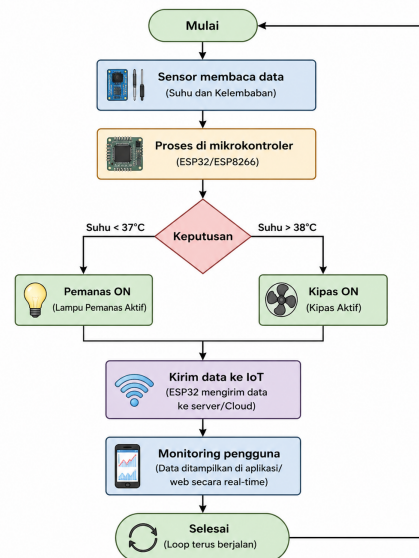 Mulai
Sensor membaca data
(Suhu dan Kelembaban)
Proses di mikrokontroler
(ESP32/ESP8266)
Keputusan
Suhu < 37°C
Suhu > 38°C
Pemanas ON
(Lampu Pemanas Aktif)
Kipas ON
(Kipas Aktif)
Kirim data ke IoT
(ESP32 mengirim data
ke server/Cloud)
Monitoring pengguna
(Data ditampilkan di aplikasi/
web secara real-time)
Selesai
(Loop terus berjalan)